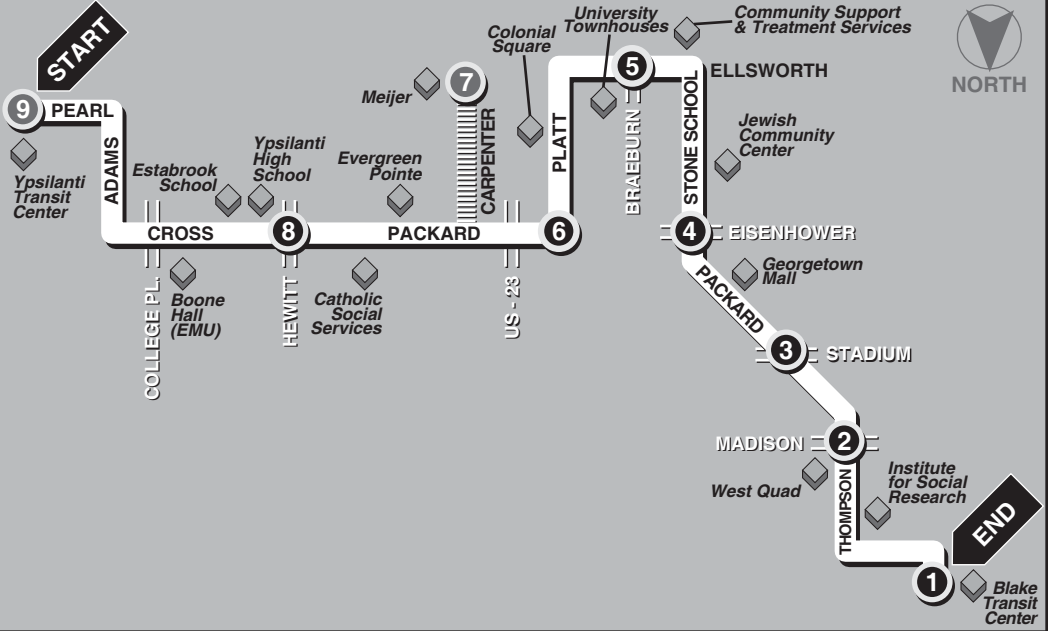 START
9
PEARL
ADAMS
Ypsilanti
Transit
Center
Estabrook
School
Ypsilanti
High
School
CROSS
8
COLLEGE PL.
Boone
Hall
(EMU)
HEWITT
Evergreen
Pointe
Catholic
Social
Services
PACKARD
Meijer
7
CARPENTER
US - 23
6
Colonial
Square
PLATT
University
Townhouses
5
BRAEBURN
Community Support
& Treatment Services
ELLSWORTH
STONE SCHOOL
Jewish
Community
Center
NORTH
4
EISENHOWER
Georgetown
Mall
PACKARD
3
STADIUM
MADISON
2
West Quad
THOMPSON
Institute
for Social
Research
END
1
Blake
Transit
Center